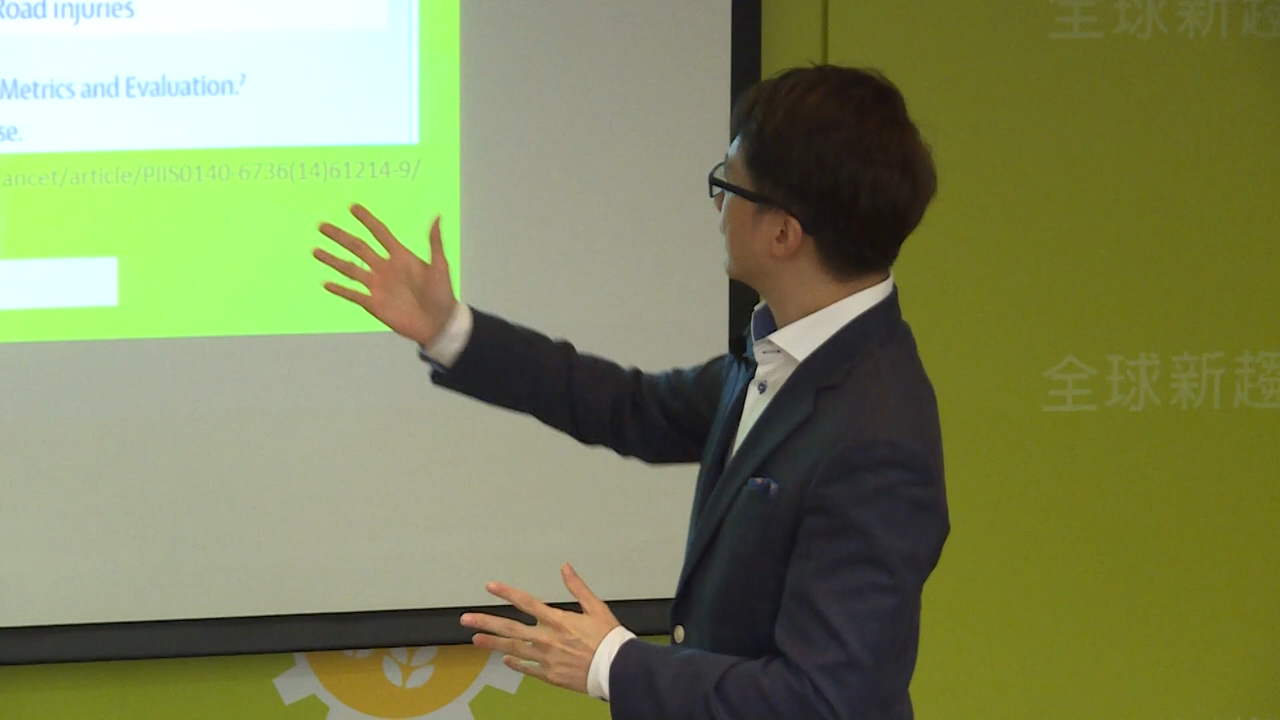 Road injuries
Metrics and Evaluation.⁷
se.
ancet/article/PIIS0140-6736(14)61214-9/
全球新趨
全球新趨